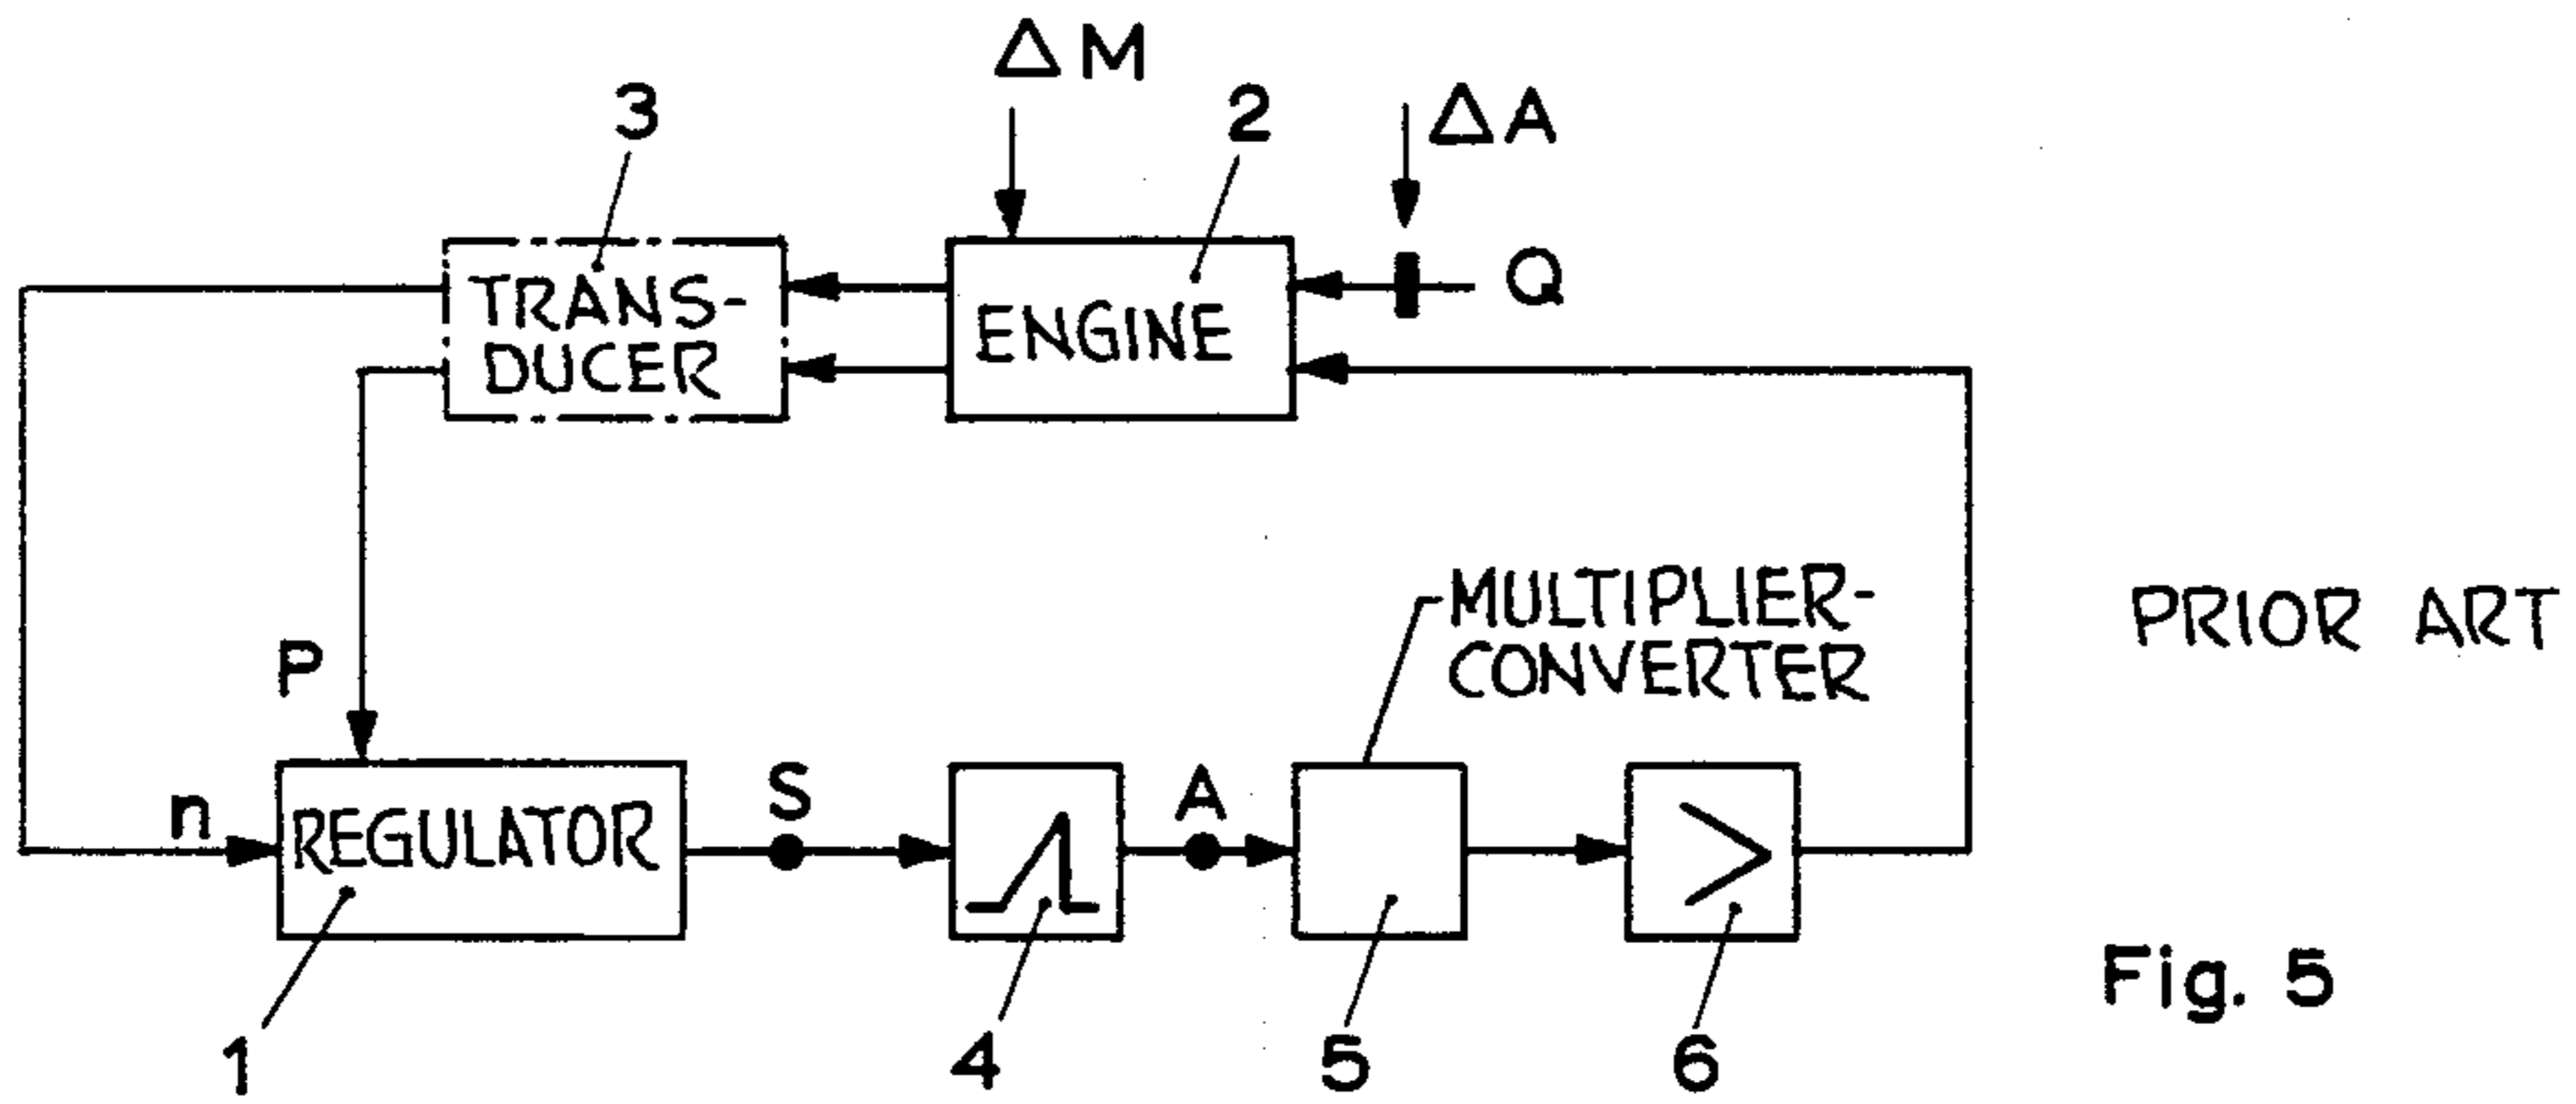 ΔM
3
2
ΔA
TRANS-
DUCER
ENGINE
Q
MULTIPLIER-
CONVERTER
PRIOR ART
P
n
REGULATOR
S
A
>
Fig. 5
1
4
5
6